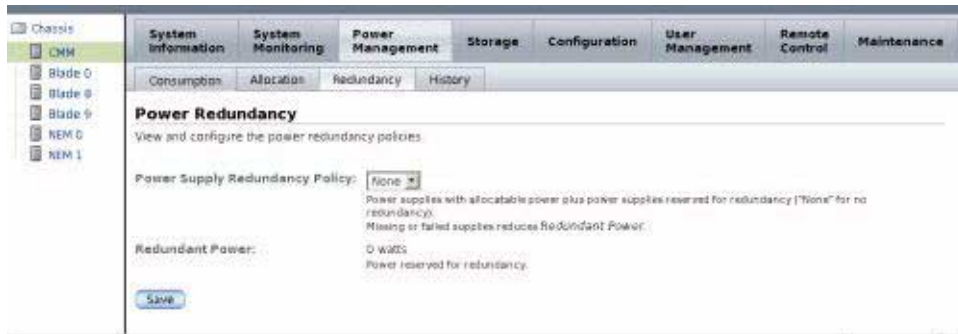 Chassis
CMM
Blade 0
Blade 8
Blade 9
NEM 0
NEM 1
System Information
System Monitoring
Power Management
Storage
Configuration
User Management
Remote Control
Maintenance
Consumption
Allocation
Redundancy
History
Power Redundancy
View and configure the power redundancy policies.
Power Supply Redundancy Policy:
None
Power supplies with allocatable power plus power supplies reserved for redundancy ("None" for no
redundancy).
Missing or failed supplies reduces Redundant Power.
Redundant Power:
0 watts
Power reserved for redundancy.
Save